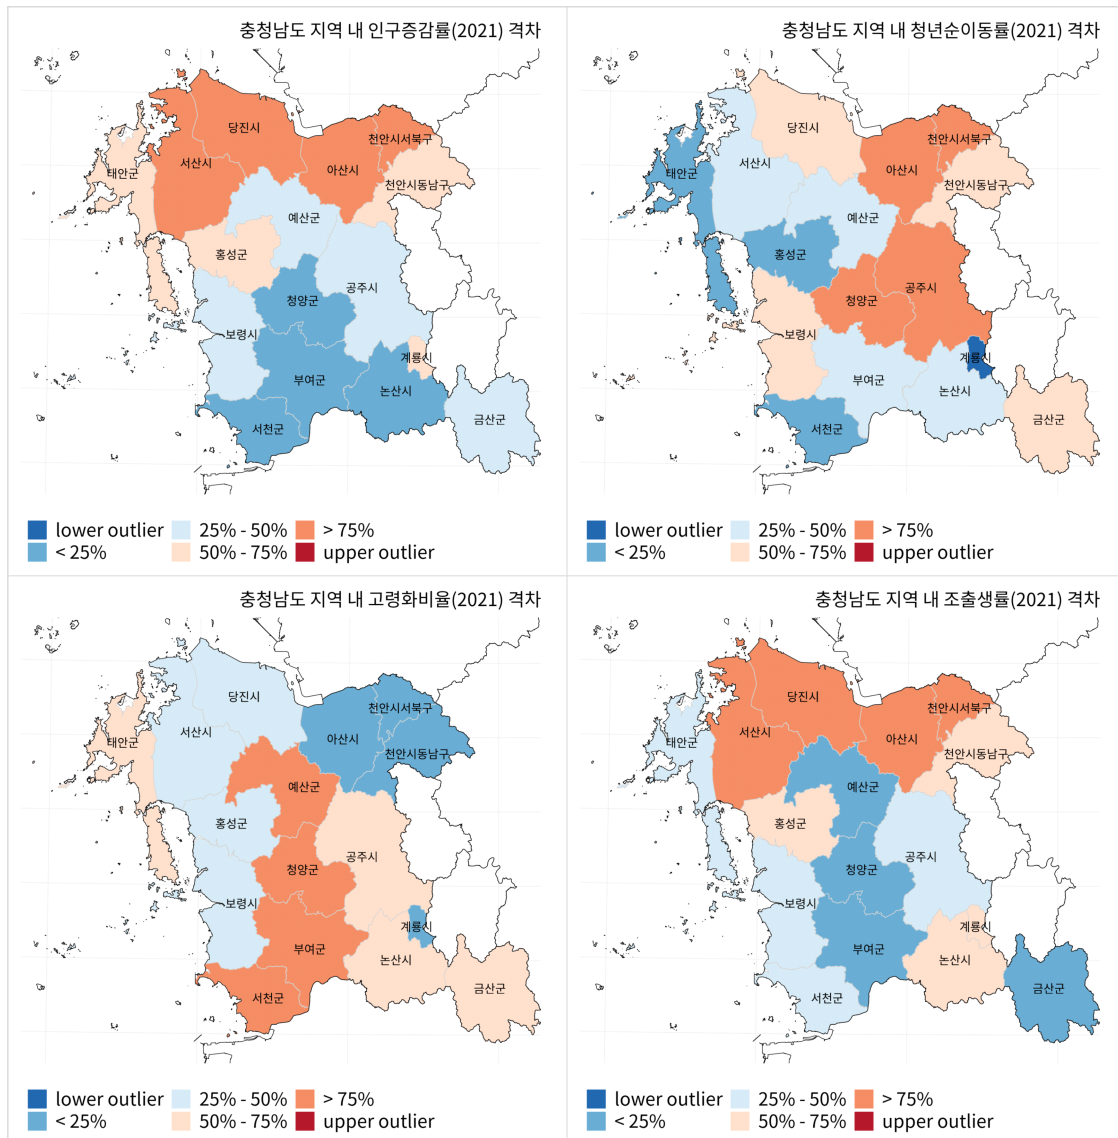 충청남도 지역 내 인구증감률(2021) 격차
당진시
천안시서북구
서산시
아산시
태안군
천안시동남구
예산군
홍성군
청양군
공주시
보령시
계룡시
부여군
논산시
서천군
금산군
lower outlier
25% - 50%
> 75%
< 25%
50% - 75%
upper outlier
충청남도 지역 내 청년순이동률(2021) 격차
당진시
천안시서북구
서산시
아산시
태안군
천안시동남구
예산군
홍성군
청양군
공주시
보령시
계룡시
부여군
논산시
서천군
금산군
lower outlier
25% - 50%
> 75%
< 25%
50% - 75%
upper outlier
충청남도 지역 내 고령화비율(2021) 격차
당진시
천안시서북구
서산시
아산시
태안군
천안시동남구
예산군
홍성군
청양군
공주시
보령시
계룡시
부여군
논산시
서천군
금산군
lower outlier
25% - 50%
> 75%
< 25%
50% - 75%
upper outlier
충청남도 지역 내 조출생률(2021) 격차
당진시
천안시서북구
서산시
아산시
태안군
천안시동남구
예산군
홍성군
청양군
공주시
보령시
계룡시
부여군
논산시
서천군
금산군
lower outlier
25% - 50%
> 75%
< 25%
50% - 75%
upper outlier